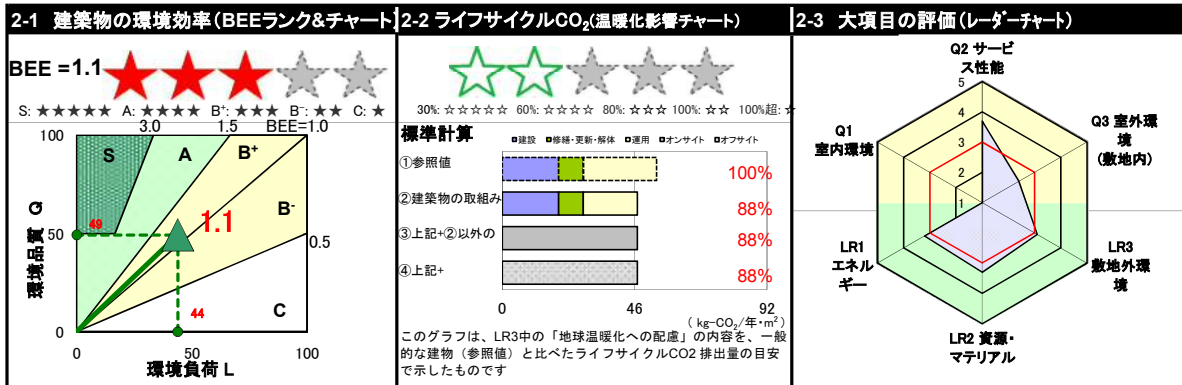 2-1 建築物の環境効率(BEEランク&チャート)
BEE =1.1
S: ★★★★★ A: ★★★★ B⁺: ★★★ B⁻: ★★ C: ★
3.0 1.5 BEE=1.0
100
S
A
B⁺
B⁻
0.5
C
49
1.1
50
44
0
0 50 100
環境品質 Q
環境負荷 L
2-2 ライフサイクルCO₂(温暖化影響チャート)
30%: ☆☆☆☆☆ 60%: ☆☆☆☆ 80%: ☆☆☆ 100%: ☆☆ 100%超: ☆
標準計算
■建設 ■修繕・更新・解体 □運用 □オンサイト □オフサイト
①参照値 100%
②建築物の取組み 88%
③上記+②以外の 88%
④上記+ 88%
0 46 92
( kg-CO₂/年・m² )
このグラフは、LR3中の「地球温暖化への配慮」の内容を、一般
的な建物(参照値)と比べたライフサイクルCO2 排出量の目安
で示したものです
2-3 大項目の評価(レーダーチャート)
Q2 サービ
ス性能
Q1
室内環境
Q3 室外環
境
(敷地内)
5
4
3
2
1
LR1
エネル
ギー
LR3
敷地外環
境
LR2 資源・
マテリアル